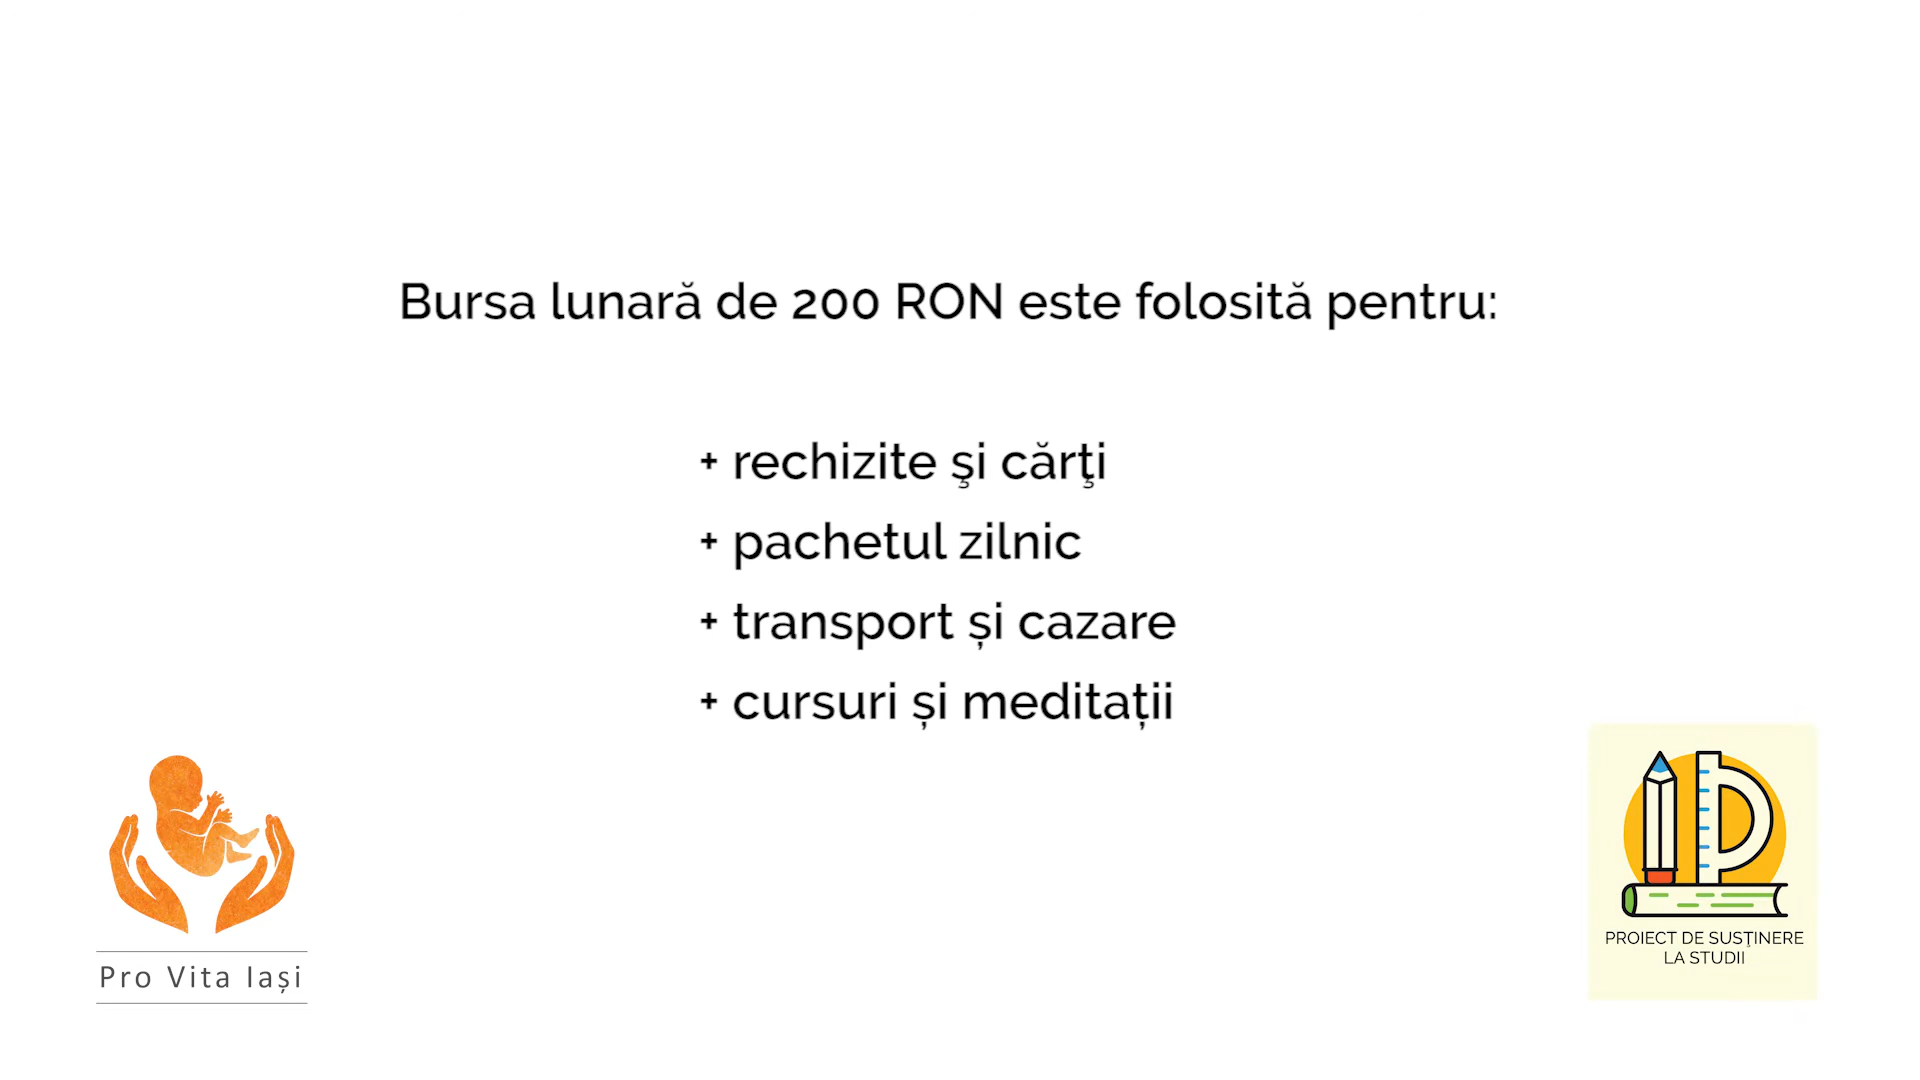 Bursa lunară de 200 RON este folosită pentru:
+ rechizite şi cărţi
+ pachetul zilnic
+ transport și cazare
+ cursuri și meditații
Pro Vita Iași
PROIECT DE SUSŢINERE
LA STUDII